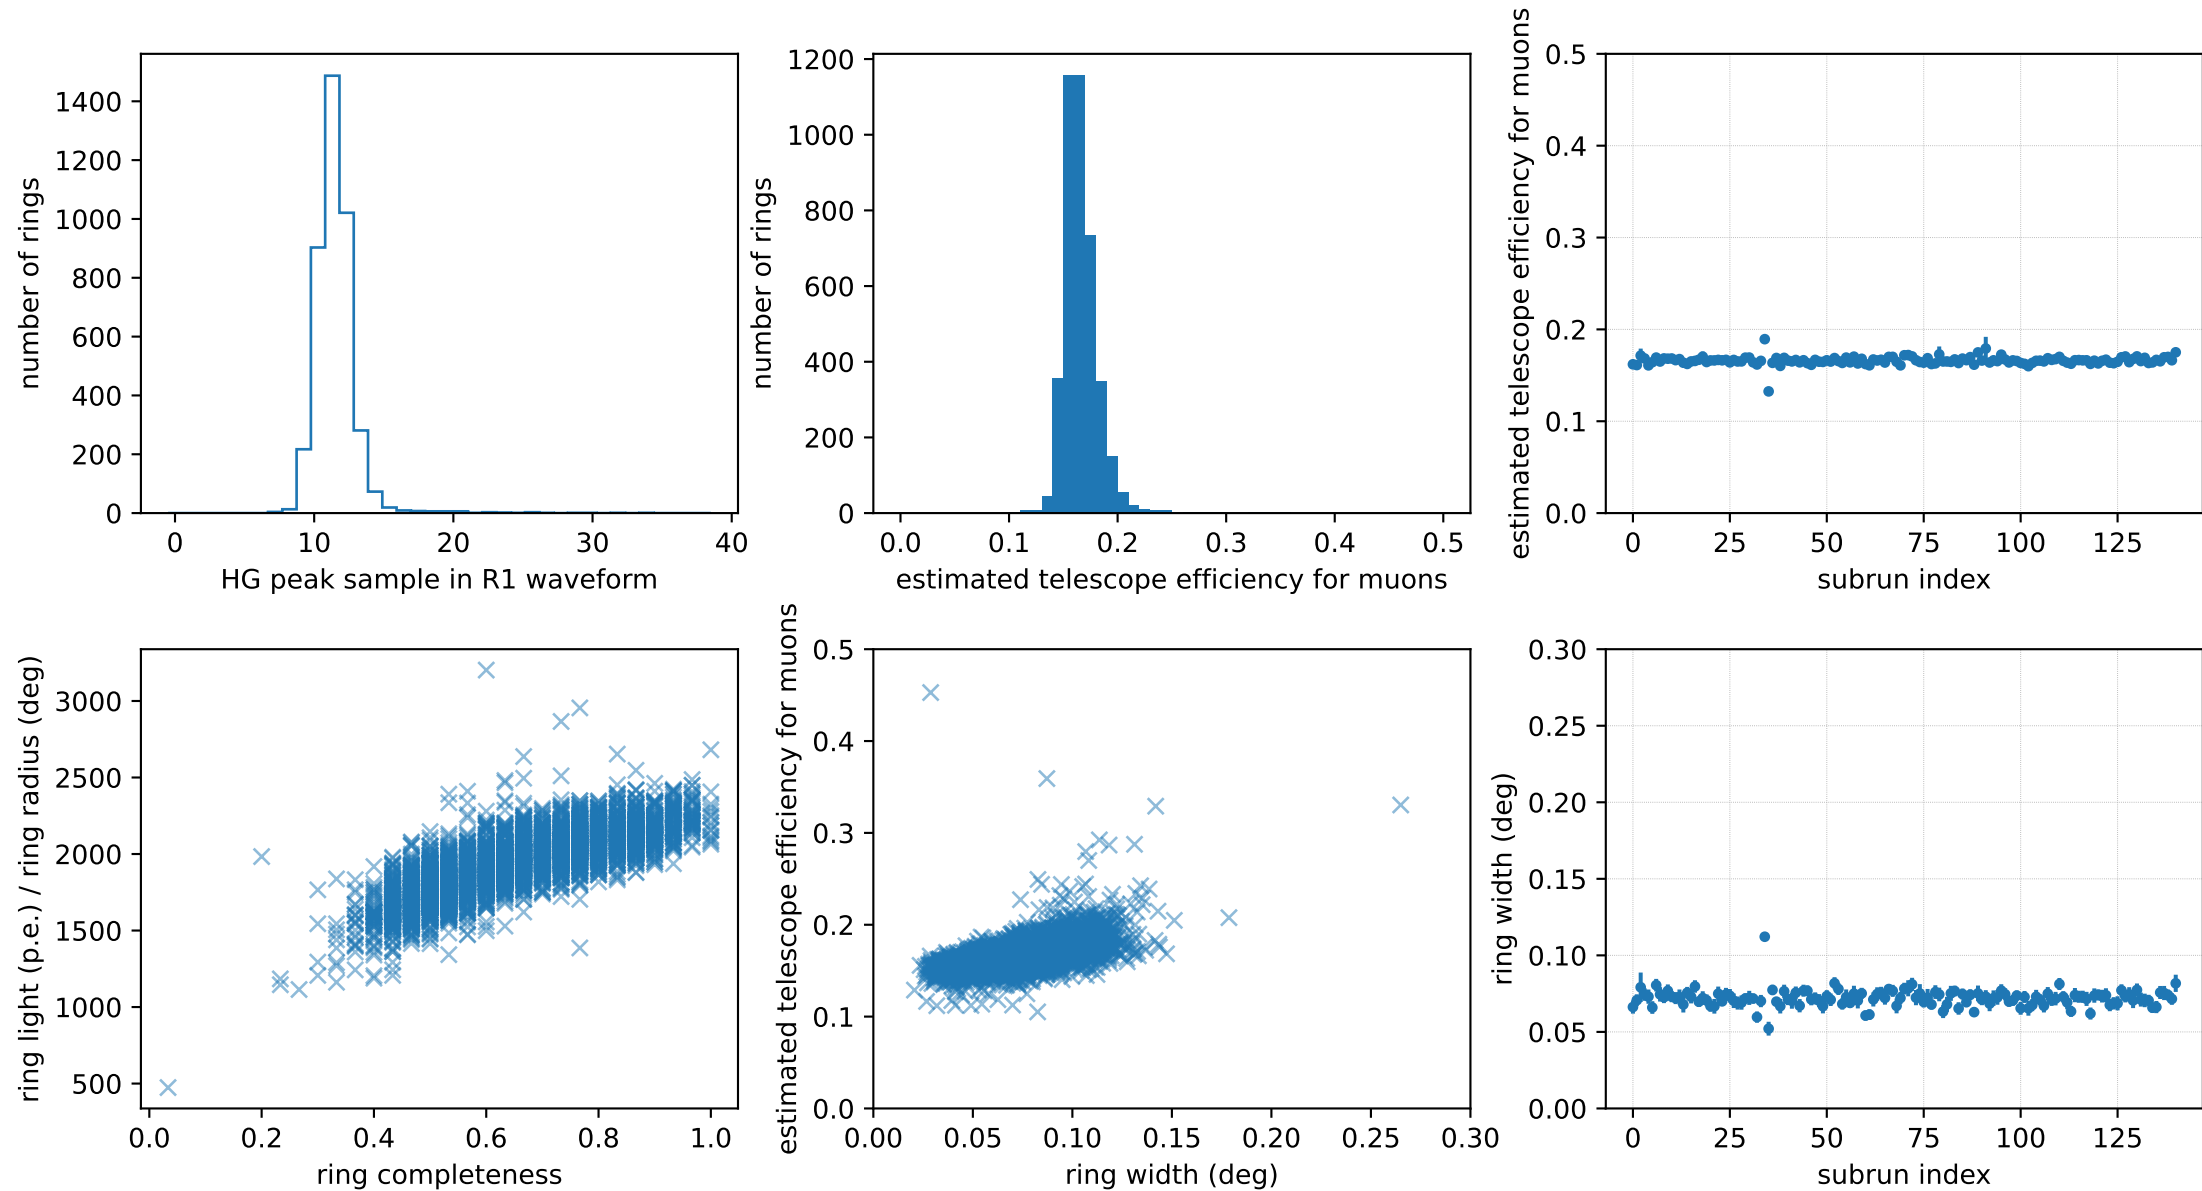 number of rings
1400
1200
1000
800
600
400
200
0
0 10 20 30 40
HG peak sample in R1 waveform
number of rings
1200
1000
800
600
400
200
0
0.0 0.1 0.2 0.3 0.4 0.5
estimated telescope efficiency for muons
estimated telescope efficiency for muons
0.5
0.4
0.3
0.2
0.1
0.0
0 25 50 75 100 125
subrun index
ring light (p.e.) / ring radius (deg)
3000
2500
2000
1500
1000
500
0.0 0.2 0.4 0.6 0.8 1.0
ring completeness
estimated telescope efficiency for muons
0.5
0.4
0.3
0.2
0.1
0.0
0.00 0.05 0.10 0.15 0.20 0.25 0.30
ring width (deg)
ring width (deg)
0.30
0.25
0.20
0.15
0.10
0.05
0.00
0 25 50 75 100 125
subrun index